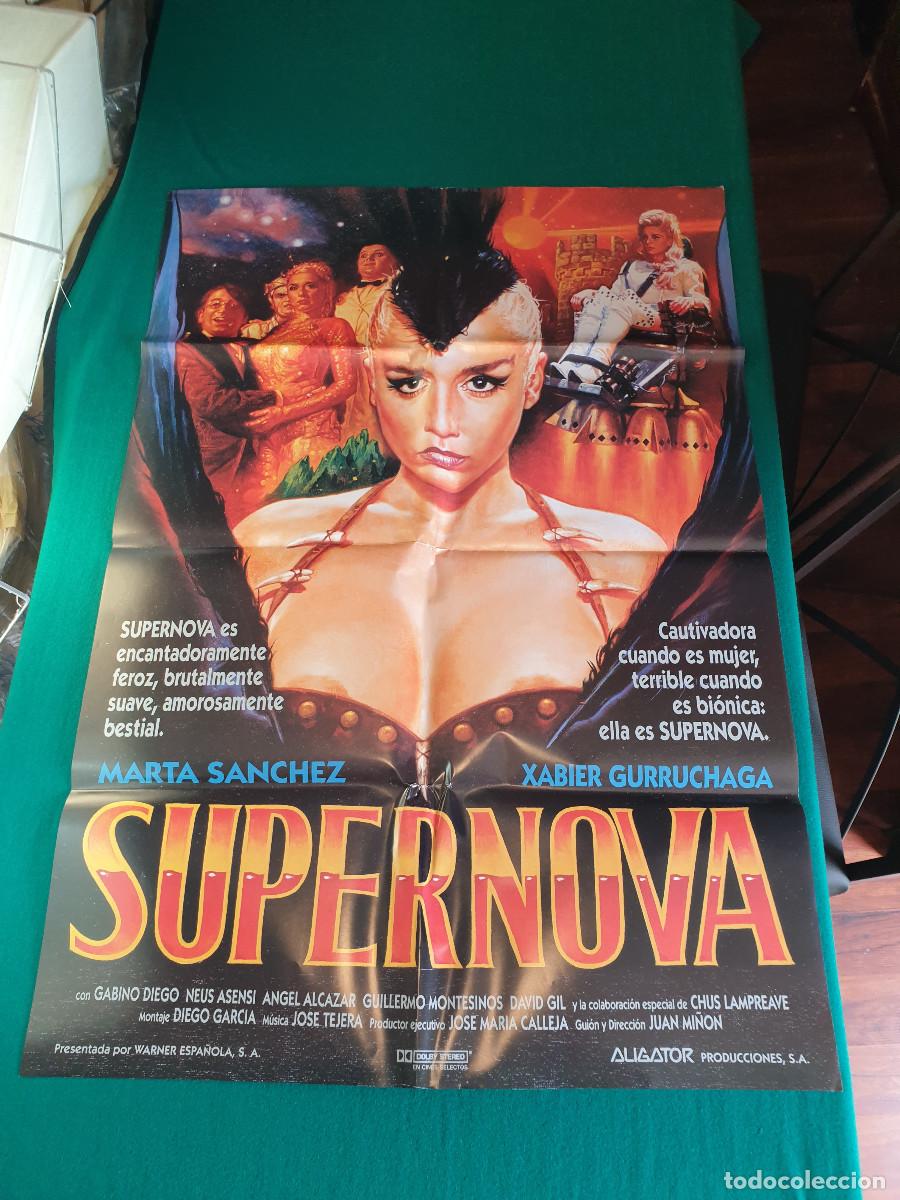 SUPERNOVA es
encantadoramente
feroz, brutalmente
suave, amorosamente
bestial.
Cautivadora
cuando es mujer,
terrible cuando
es biónica:
ella es SUPERNOVA.
MARTA SANCHEZ
XABIER GURRUCHAGA
SUPERNOVA
con GABINO DIEGO NEUS ASENSI ANGEL ALCAZAR GUILLERMO MONTESINOS DAVID GIL y la colaboración especial de CHUS LAMPREAVE
Montaje DIEGO GARCIA Música JOSE TEJERA Productor ejecutivo JOSE MARIA CALLEJA Guión y Dirección JUAN MIÑON
Presentada por WARNER ESPAÑOLA, S. A.
DOLBY STEREO
EN CINES SELECTOS
ALIGATOR PRODUCCIONES, S.A.
todocoleccion